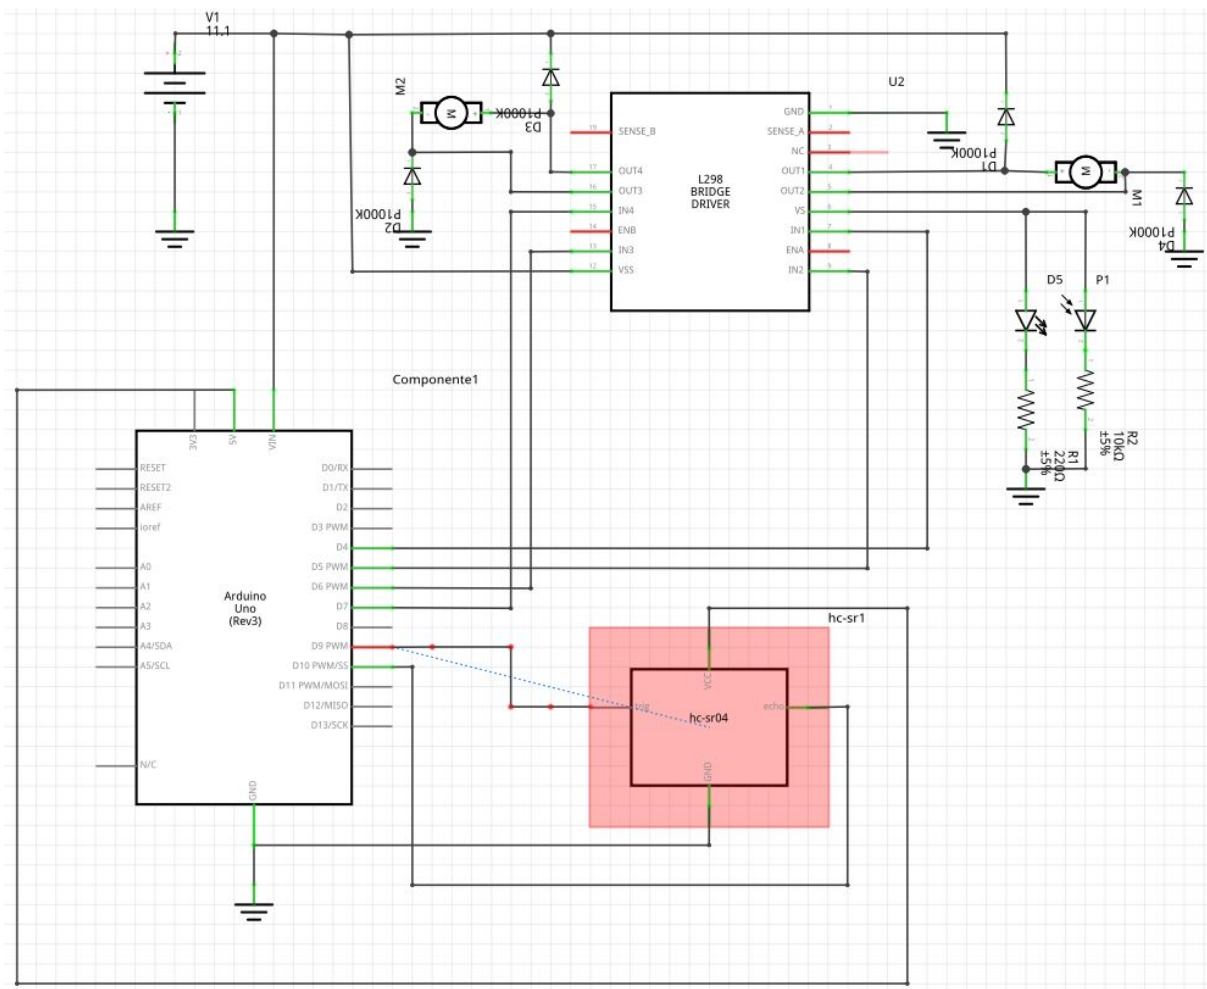 V1
11.1
M2
M
P1000K
D3
P1000K
D2
U2
L298
BRIDGE
DRIVER
19
SENSE_B
17
OUT4
16
OUT3
15
IN4
14
ENB
13
IN3
12
VSS
GND
1
SENSE_A
2
NC
3
OUT1
4
OUT2
5
VS
6
IN1
7
ENA
8
IN2
9
P1000K
D1
M
M1
P1000K
D4
D5
P1
R2
10kΩ
±5%
R1
220Ω
±5%
Componente1
3V3
5V
VIN
RESET
RESET2
AREF
ioref
A0
A1
A2
A3
A4/SDA
A5/SCL
N/C
Arduino
Uno
(Rev3)
D0/RX
D1/TX
D2
D3 PWM
D4
D5 PWM
D6 PWM
D7
D8
D9 PWM
D10 PWM/SS
D11 PWM/MOSI
D12/MISO
D13/SCK
GND
hc-sr1
VCC
trig
hc-sr04
echo
GND